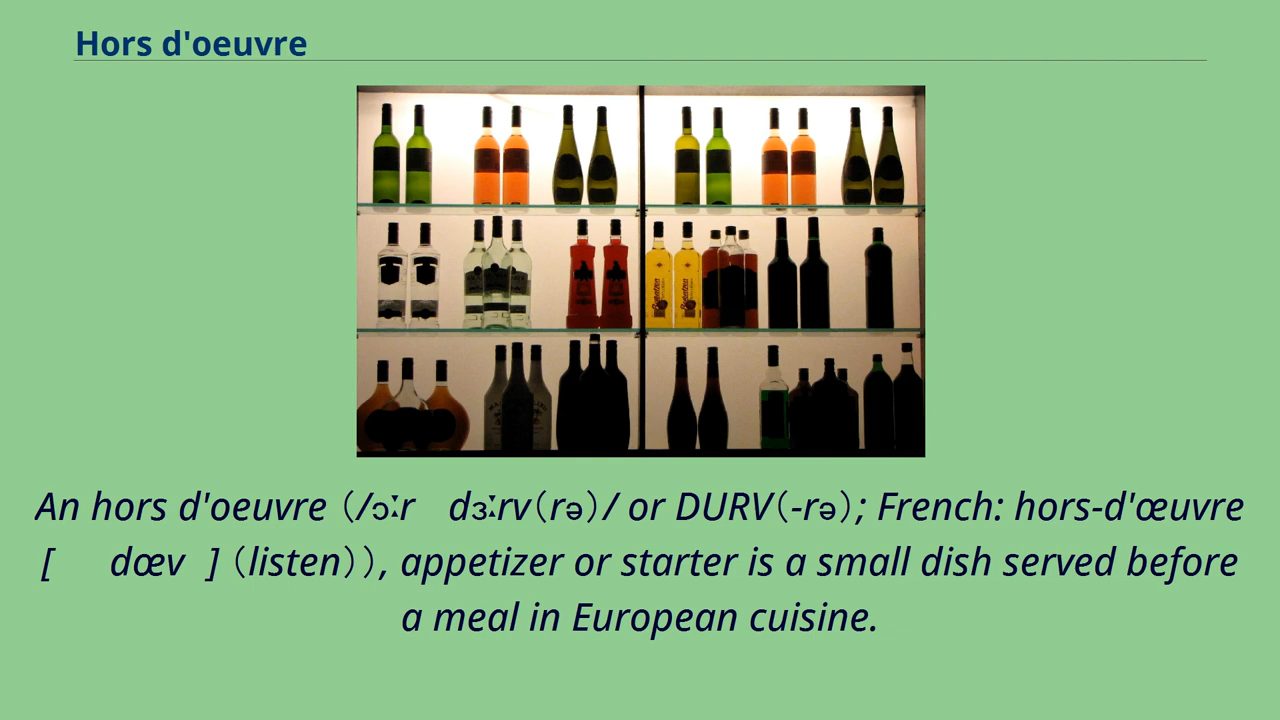 Hors d'oeuvre
An hors d'oeuvre (/ɔːr dɜːrv(rə)/ or DURV(-rə); French: hors-d'œuvre
[ dœv ] (listen)), appetizer or starter is a small dish served before
a meal in European cuisine.